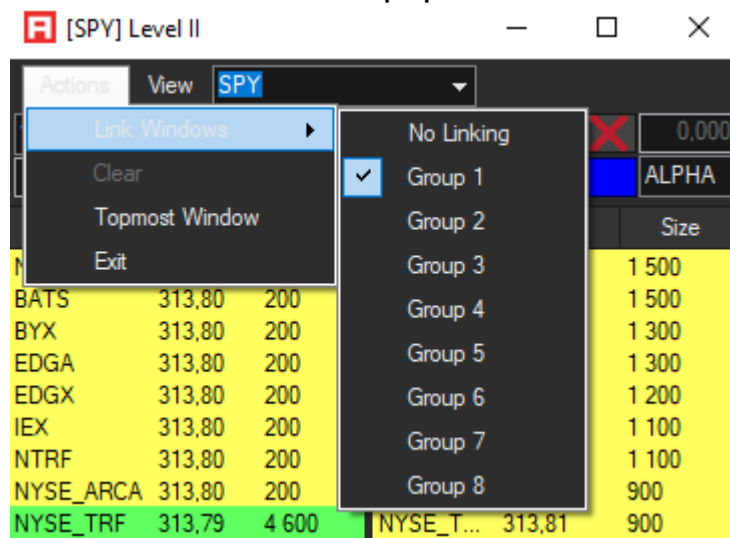 [SPY] Level II
Actions View SPY
Link Windows
Clear
Topmost Window
Exit
No Linking
Group 1
Group 2
Group 3
Group 4
Group 5
Group 6
Group 7
Group 8
0,000
ALPHA
Size
1 500
BATS 313,80 200 1 500
BYX 313,80 200 1 300
EDGA 313,80 200 1 300
EDGX 313,80 200 1 200
IEX 313,80 200 1 100
NTRF 313,80 200 1 100
NYSE_ARCA 313,80 200 900
NYSE_TRF 313,79 4 600 NYSE_T... 313,81 900